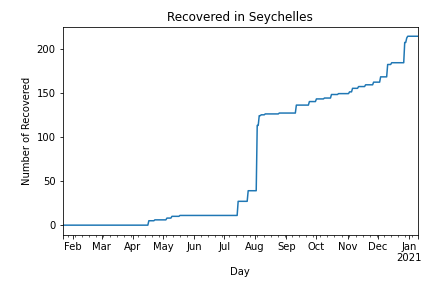 Recovered in Seychelles
Number of Recovered
200
150
100
50
0
Feb Mar Apr May Jun Jul Aug Sep Oct Nov Dec Jan
2021
Day